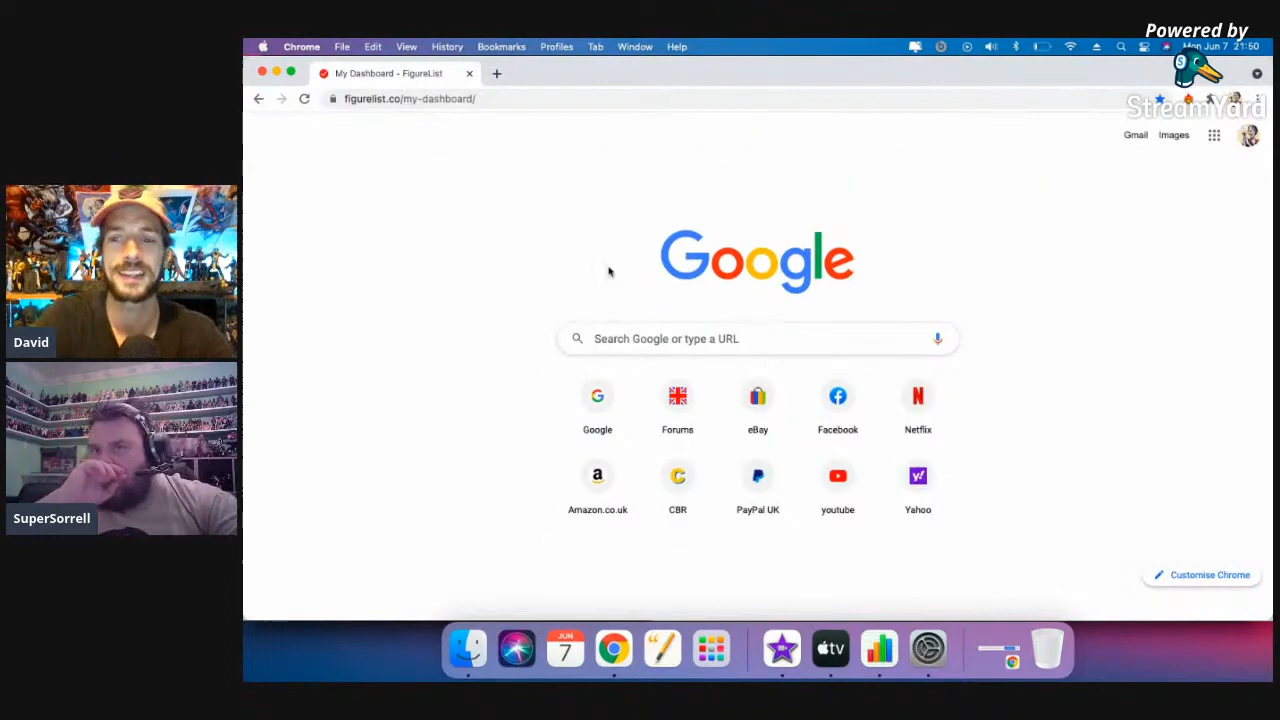 Powered by
StreamYard
Chrome File Edit View History Bookmarks Profiles Tab Window Help
Mon Jun 7 21:50
My Dashboard - FigureList
figurelist.co/my-dashboard/
Gmail Images
Google
Search Google or type a URL
Google Forums eBay Facebook Netflix
Amazon.co.uk CBR PayPal UK youtube Yahoo
Customise Chrome
David
SuperSorrell
JUN
7
tv